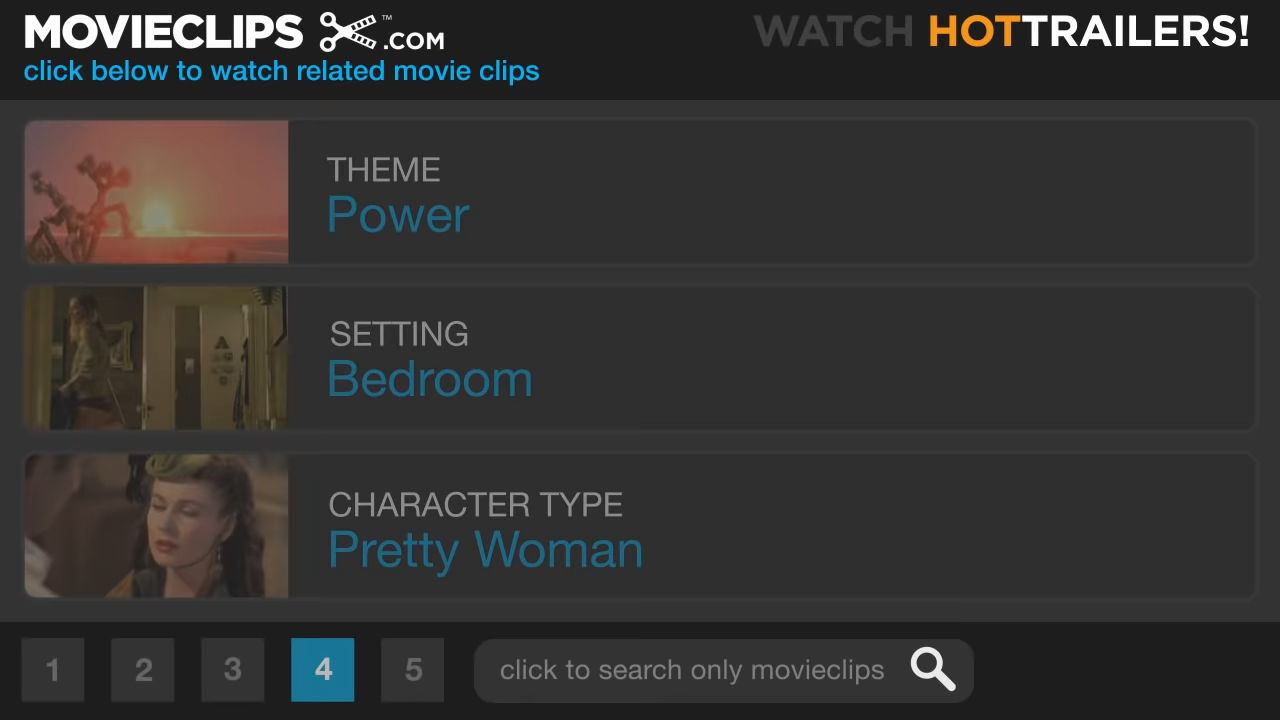 MOVIECLIPS ™ .COM
WATCH HOTTRAILERS!
click below to watch related movie clips
THEME
Power
SETTING
Bedroom
CHARACTER TYPE
Pretty Woman
1 2 3 4 5 click to search only movieclips